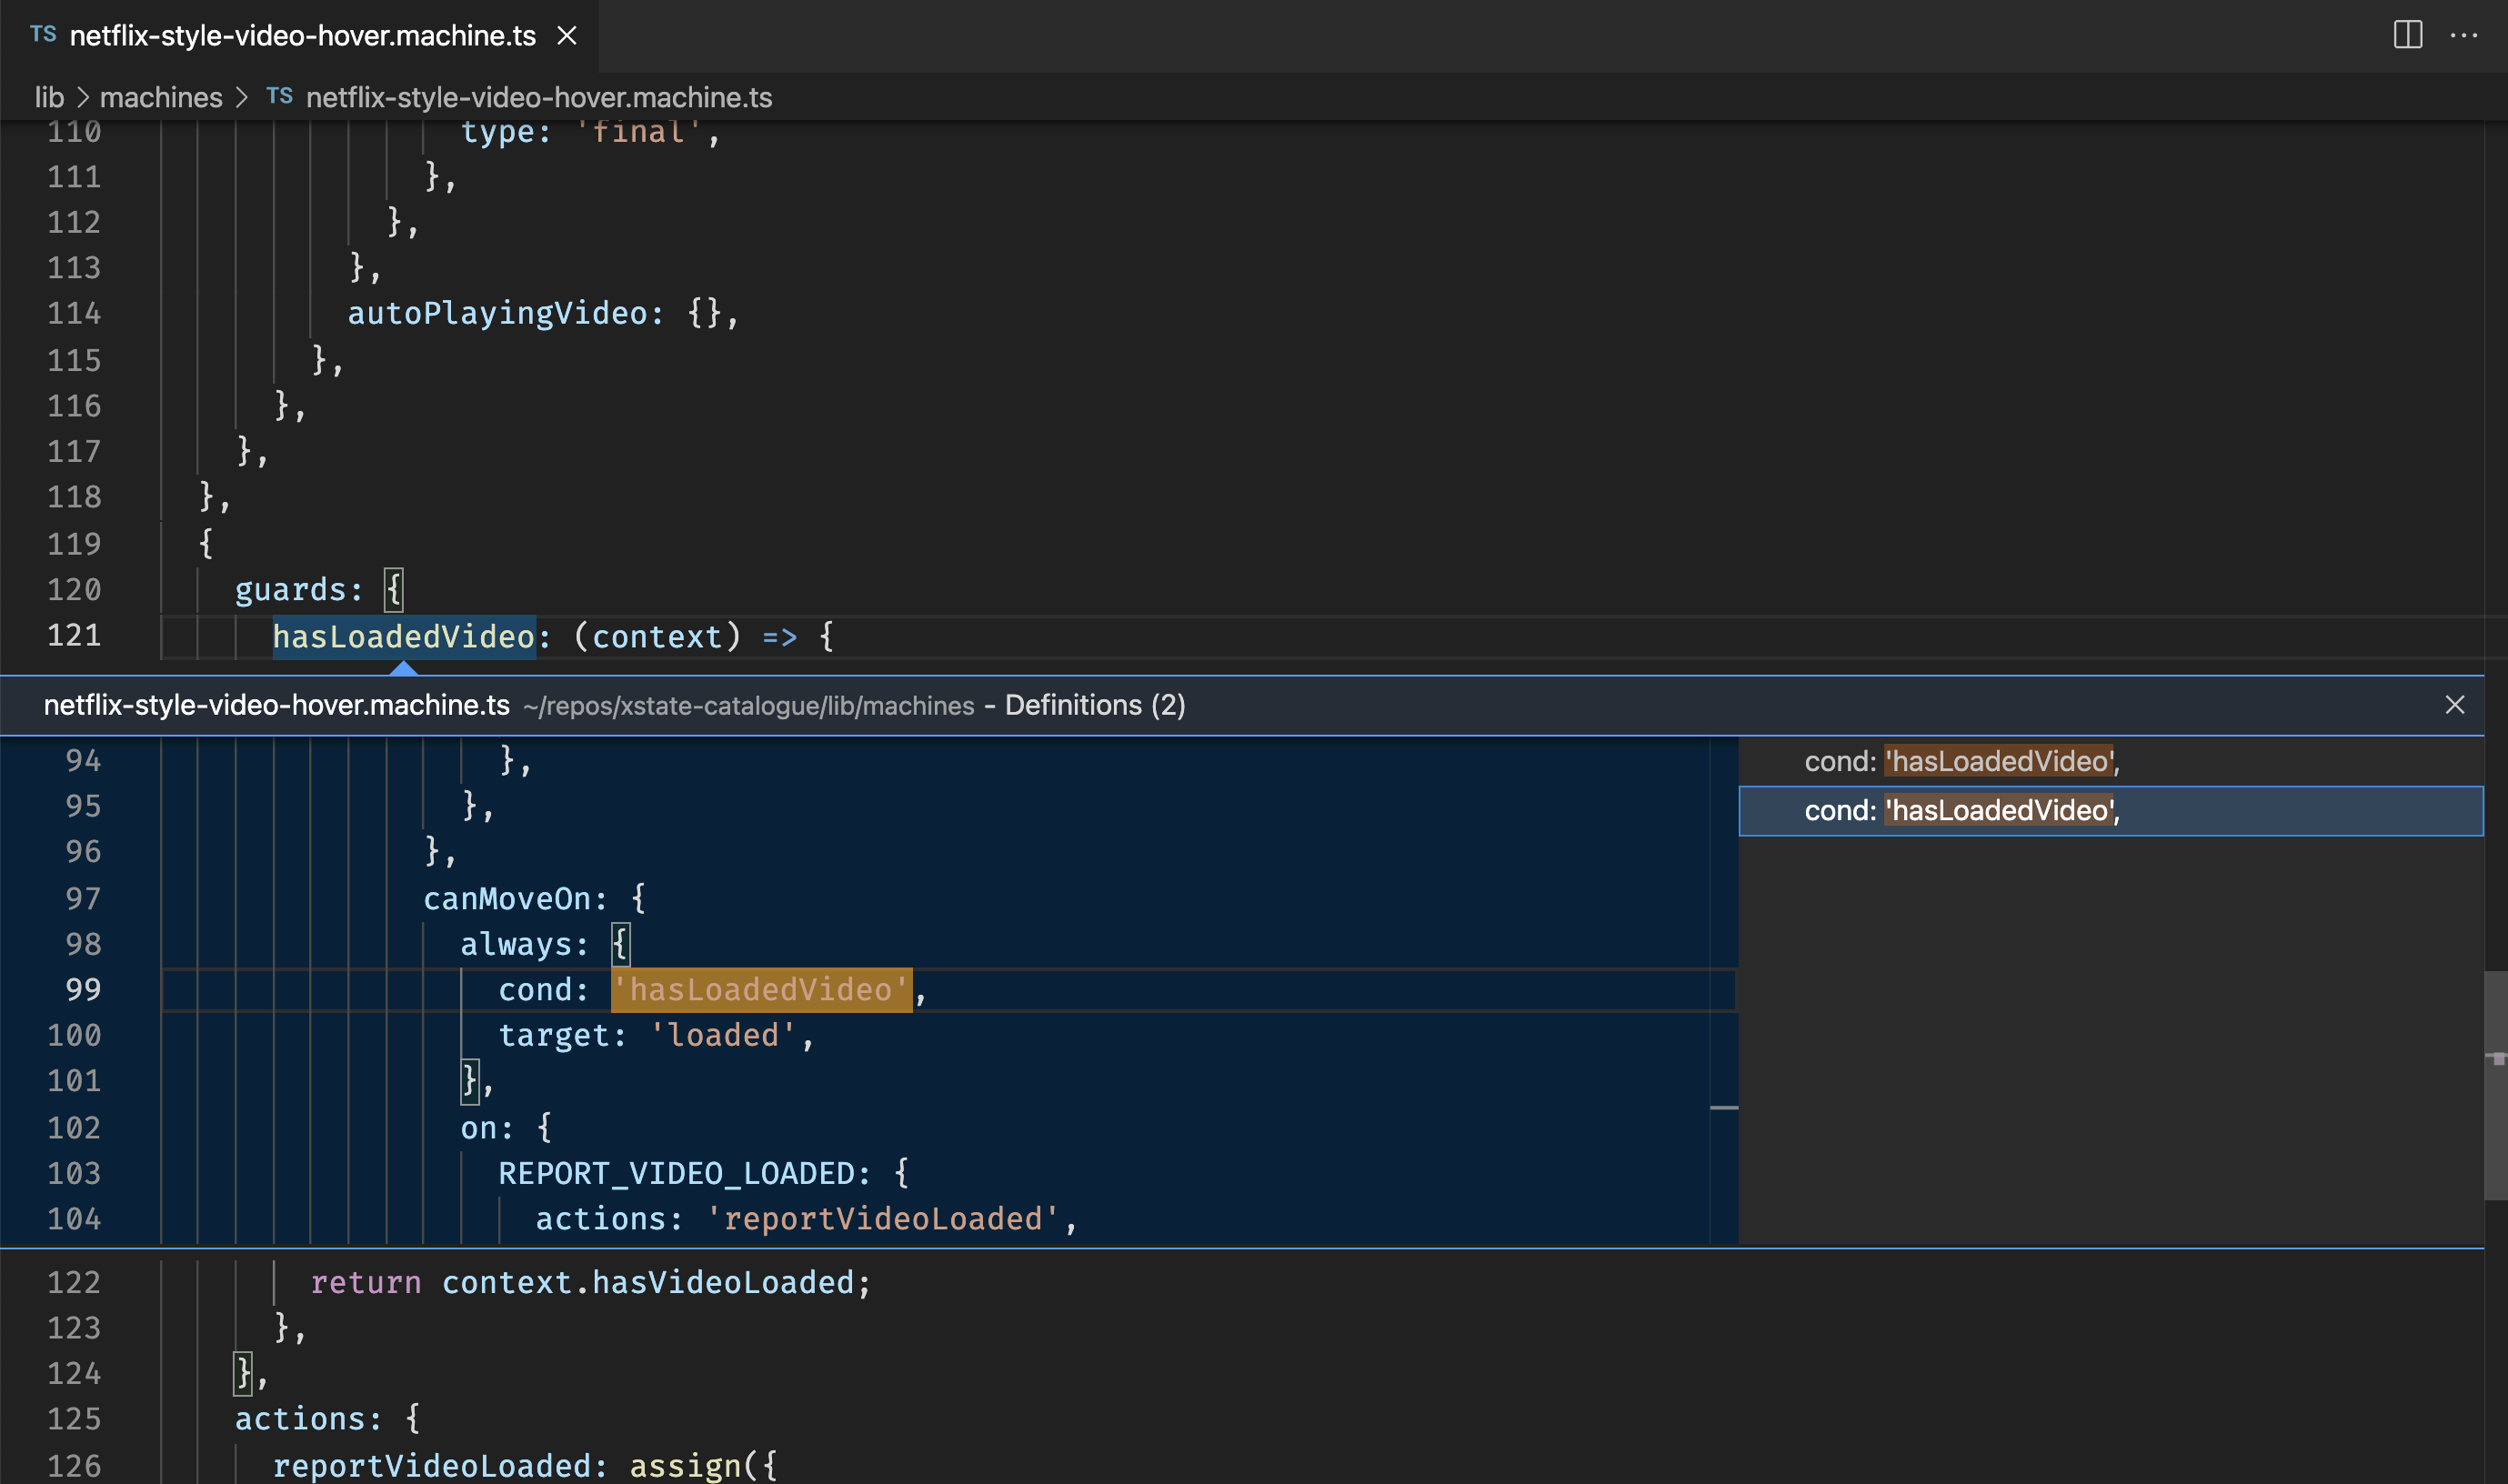 TS netflix-style-video-hover.machine.ts
lib > machines > TS netflix-style-video-hover.machine.ts
110 type: 'final',
111 },
112 },
113 },
114 autoPlayingVideo: {},
115 },
116 },
117 },
118 },
119 {
120 guards: {
121 hasLoadedVideo: (context) => {
netflix-style-video-hover.machine.ts ~/repos/xstate-catalogue/lib/machines – Definitions (2)
94 },
95 },
96 },
97 canMoveOn: {
98 always: {
99 cond: 'hasLoadedVideo',
100 target: 'loaded',
101 },
102 on: {
103 REPORT_VIDEO_LOADED: {
104 actions: 'reportVideoLoaded',
cond: 'hasLoadedVideo',
cond: 'hasLoadedVideo',
122 return context.hasVideoLoaded;
123 },
124 },
125 actions: {
126 reportVideoLoaded: assign({